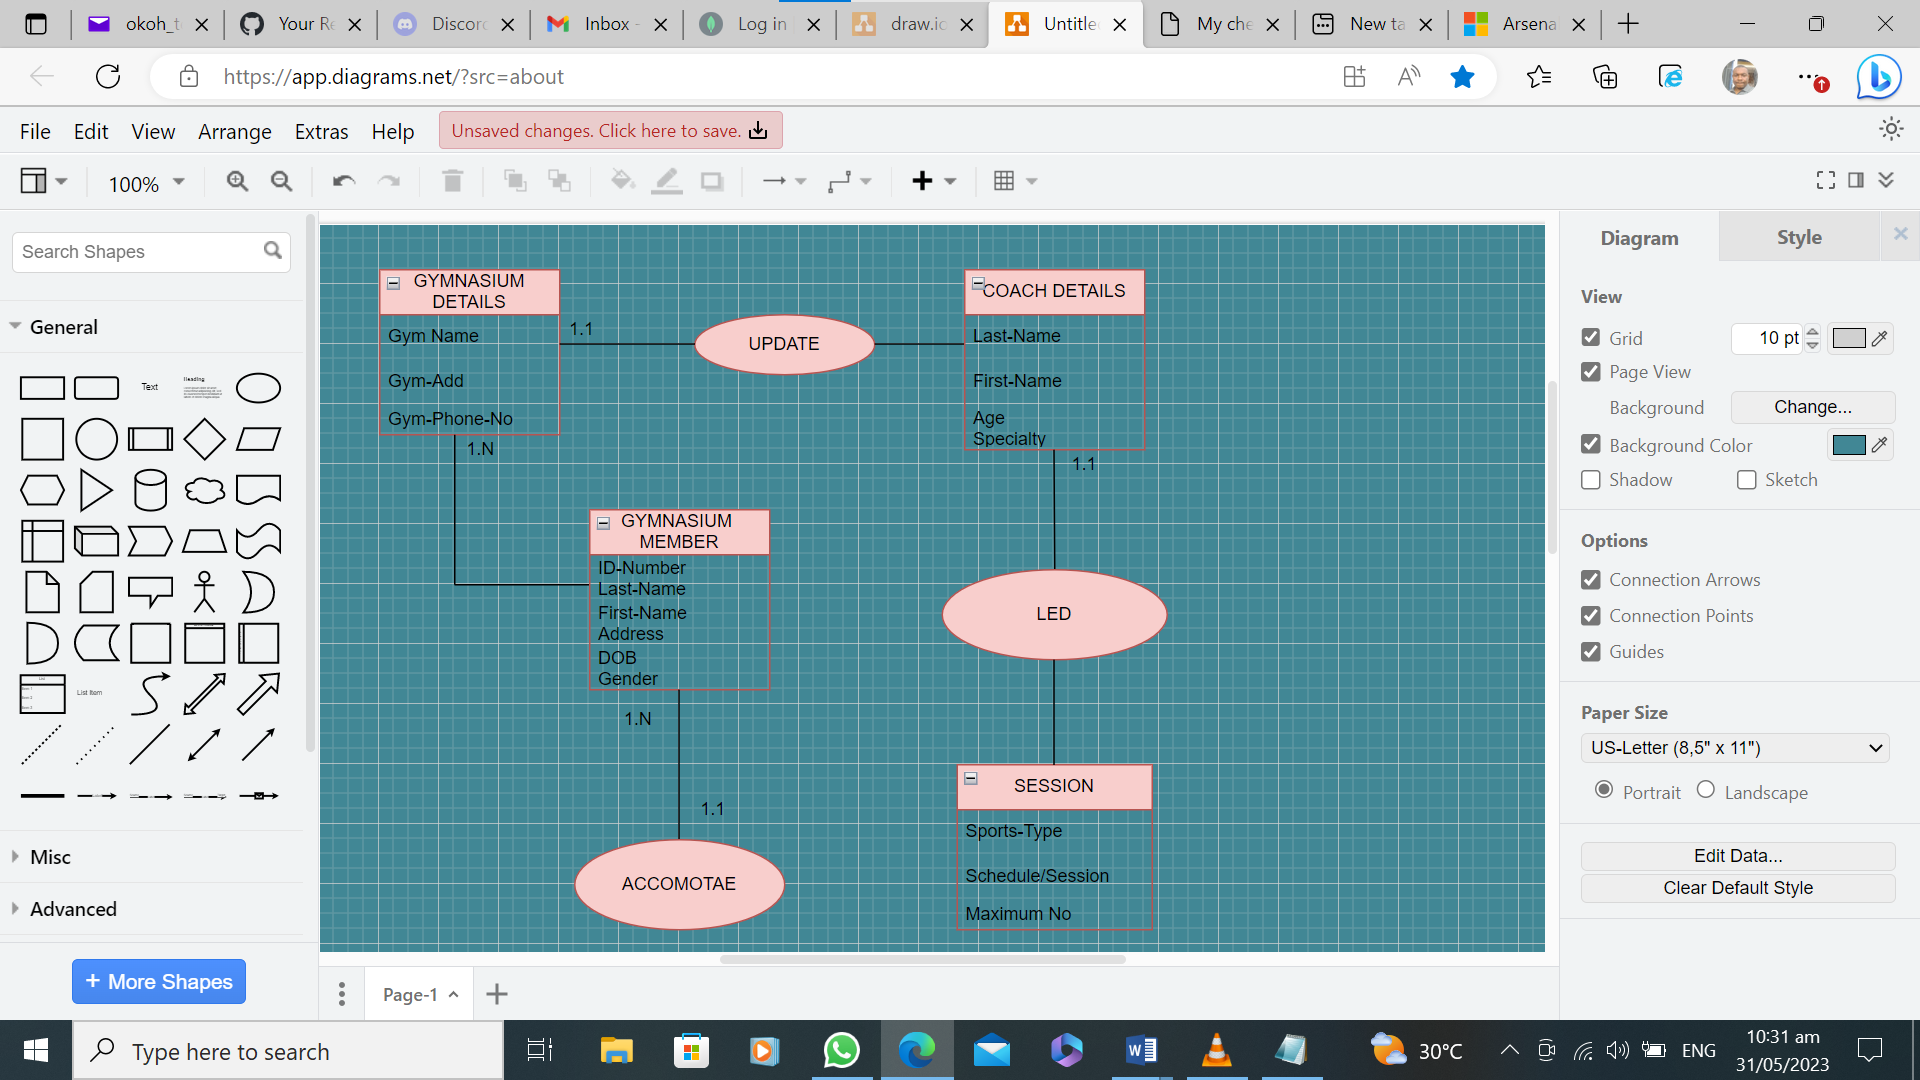 okoh_t
Your Re
Discord
Inbox -
Log in
draw.io
Untitle
My che
New ta
Arsena
https://app.diagrams.net/?src=about
File Edit View Arrange Extras Help
Unsaved changes. Click here to save.
100%
Search Shapes
General
Text
Heading
List Item
Misc
Advanced
+ More Shapes
GYMNASIUM
DETAILS
Gym Name
Gym-Add
Gym-Phone-No
1.1
UPDATE
COACH DETAILS
Last-Name
First-Name
Age
Specialty
1.N
1.1
GYMNASIUM
MEMBER
ID-Number
Last-Name
First-Name
Address
DOB
Gender
LED
1.N
1.1
ACCOMOTAE
SESSION
Sports-Type
Schedule/Session
Maximum No
Page-1
Diagram
Style
View
Grid
10 pt
Page View
Background
Change...
Background Color
Shadow
Sketch
Options
Connection Arrows
Connection Points
Guides
Paper Size
US-Letter (8,5" x 11")
Portrait
Landscape
Edit Data...
Clear Default Style
Type here to search
30°C
ENG
10:31 am
31/05/2023